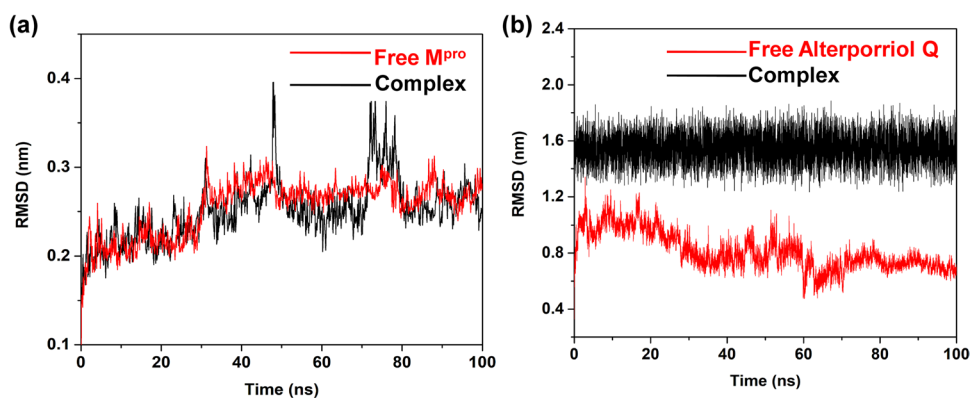 (a)
Free Mᵖʳᵒ
Complex
RMSD (nm)
0.4
0.3
0.2
0.1
0 20 40 60 80 100
Time (ns)
(b)
Free Alterporriol Q
Complex
RMSD (nm)
2.0
1.6
1.2
0.8
0.4
0 20 40 60 80 100
Time (ns)